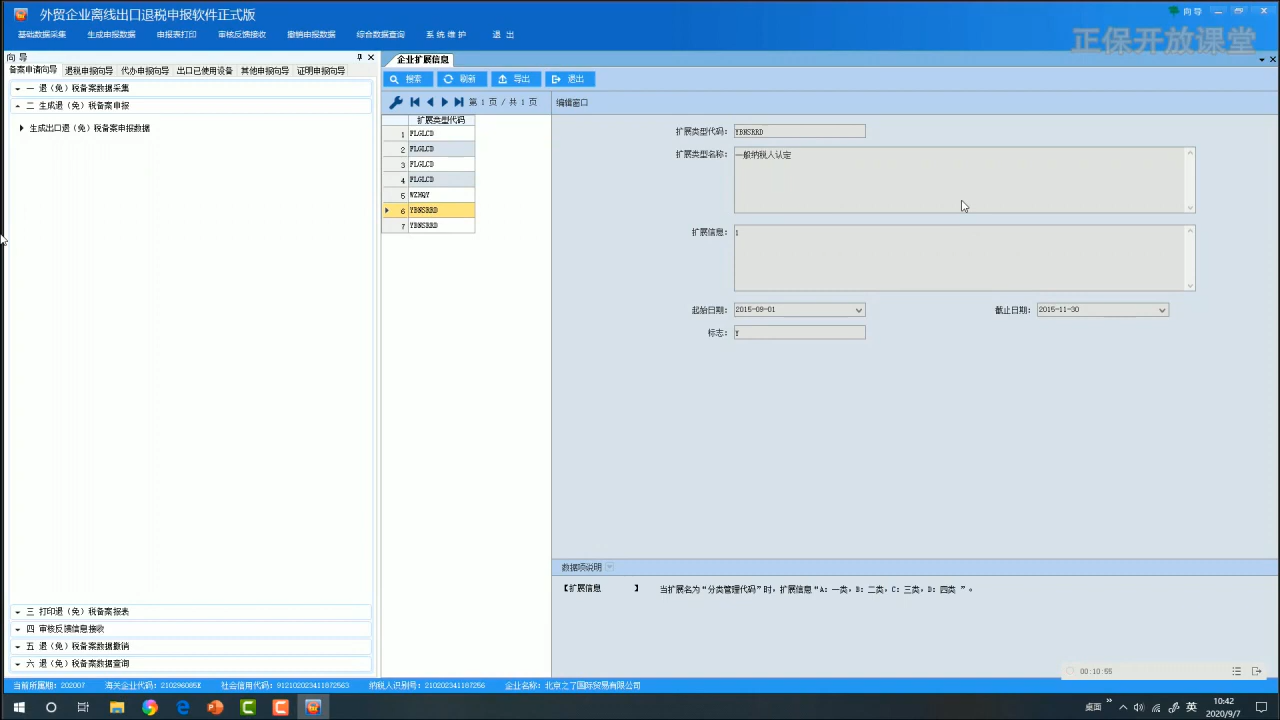 外贸企业离线出口退税申报软件正式版
向导
基础数据采集 生成申报数据 申报表打印 审核反馈接收 撤销申报数据 综合数据查询 系统维护 退出
正保开放课堂
向导
备案申请向导 退税申报向导 代办申报向导 出口已使用设备 其他申报向导 证明申报向导
一 退（免）税备案数据采集
二 生成退（免）税备案申报
生成出口退（免）税备案申报数据
三 打印退（免）税备案报表
四 审核反馈信息接收
五 退（免）税备案数据撤销
六 退（免）税备案数据查询
企业扩展信息
搜索 刷新 导出 退出
第 1 页 / 共 1 页
编辑窗口
扩展类型代码
1 FLGLCD
2 FLGLCD
3 FLGLCD
4 FLGLCD
5 WZHQY
6 YBNSRRD
7 YBNSRRD
扩展类型代码： YBNSRRD
扩展类型名称： 一般纳税人认定
扩展信息： 1
起始日期： 2015-09-01 截止日期： 2015-11-30
标志： Y
数据项说明
【扩展信息 】 当扩展名为“分类管理代码”时，扩展信息“A：一类，B：二类，C：三类，D：四类 ”。
00:10:55
当前所属期：202007 海关企业代码：210296085E 社会信用代码：912102023411872563 纳税人识别号：210202341187256 企业名称：北京之了国际贸易有限公司
桌面 英 10:42
2020/9/7